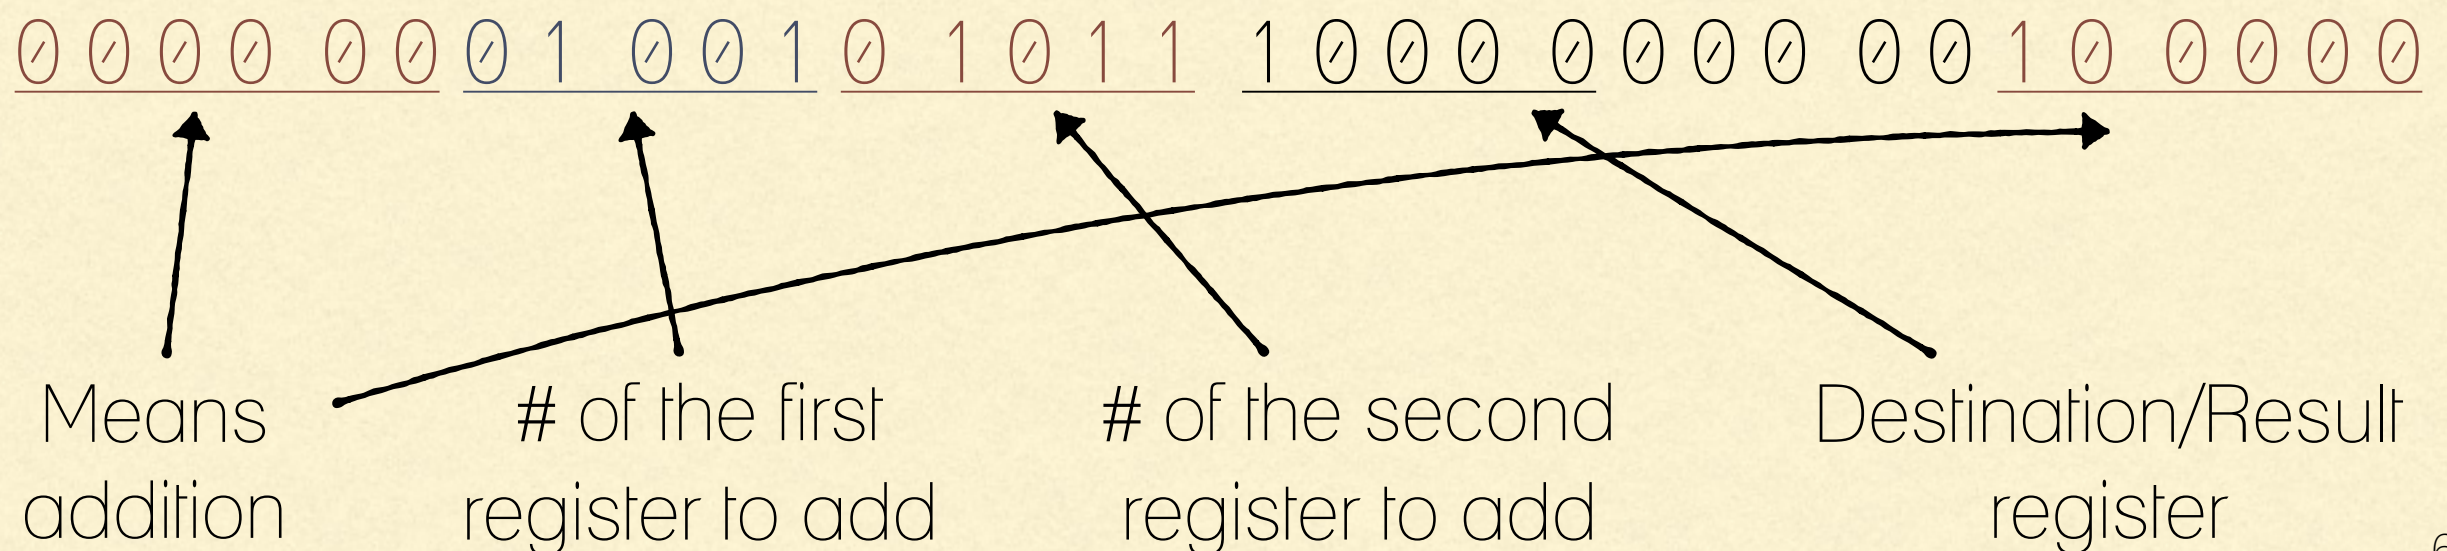 0000 0001 0010 1011 1000 0000 0010 0000
Means
addition
# of the first
register to add
# of the second
register to add
Destination/Result
register